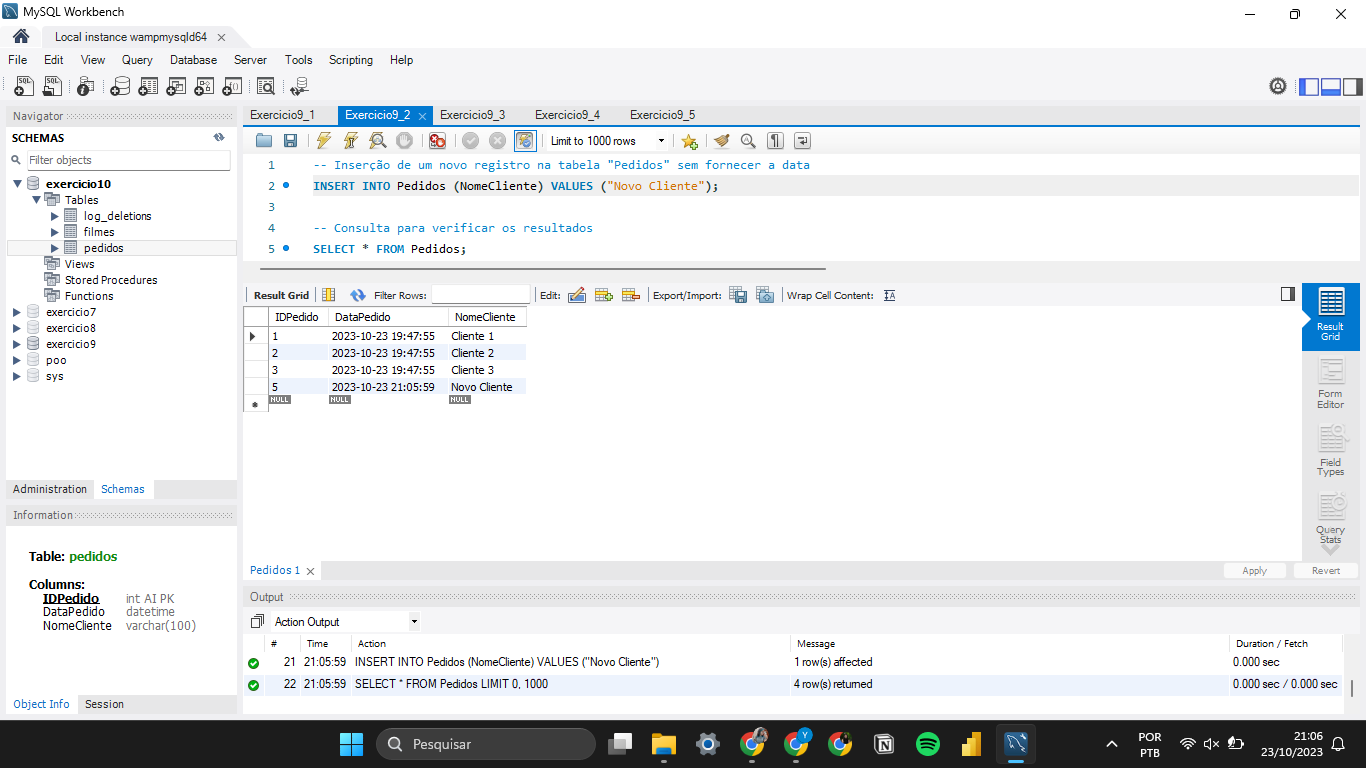 MySQL Workbench
Local instance wampmysqld64
File Edit View Query Database Server Tools Scripting Help
Navigator
SCHEMAS
Filter objects
exercicio10
Tables
log_deletions
filmes
pedidos
Views
Stored Procedures
Functions
exercicio7
exercicio8
exercicio9
poo
sys
Administration Schemas
Information
Table: pedidos
Columns:
IDPedido int AI PK
DataPedido datetime
NomeCliente varchar(100)
Object Info Session
Exercicio9_1 Exercicio9_2 Exercicio9_3 Exercicio9_4 Exercicio9_5
Limit to 1000 rows
1 -- Inserção de um novo registro na tabela "Pedidos" sem fornecer a data
2 INSERT INTO Pedidos (NomeCliente) VALUES ("Novo Cliente");
3
4 -- Consulta para verificar os resultados
5 SELECT * FROM Pedidos;
Result Grid Filter Rows: Edit: Export/Import: Wrap Cell Content:
IDPedido DataPedido NomeCliente
1 2023-10-23 19:47:55 Cliente 1
2 2023-10-23 19:47:55 Cliente 2
3 2023-10-23 19:47:55 Cliente 3
5 2023-10-23 21:05:59 Novo Cliente
NULL NULL NULL
Result
Grid
Form
Editor
Field
Types
Query
Stats
Pedidos 1
Apply Revert
Output
Action Output
# Time Action Message Duration / Fetch
21 21:05:59 INSERT INTO Pedidos (NomeCliente) VALUES ("Novo Cliente") 1 row(s) affected 0.000 sec
22 21:05:59 SELECT * FROM Pedidos LIMIT 0, 1000 4 row(s) returned 0.000 sec / 0.000 sec
Pesquisar
POR
PTB
21:06
23/10/2023